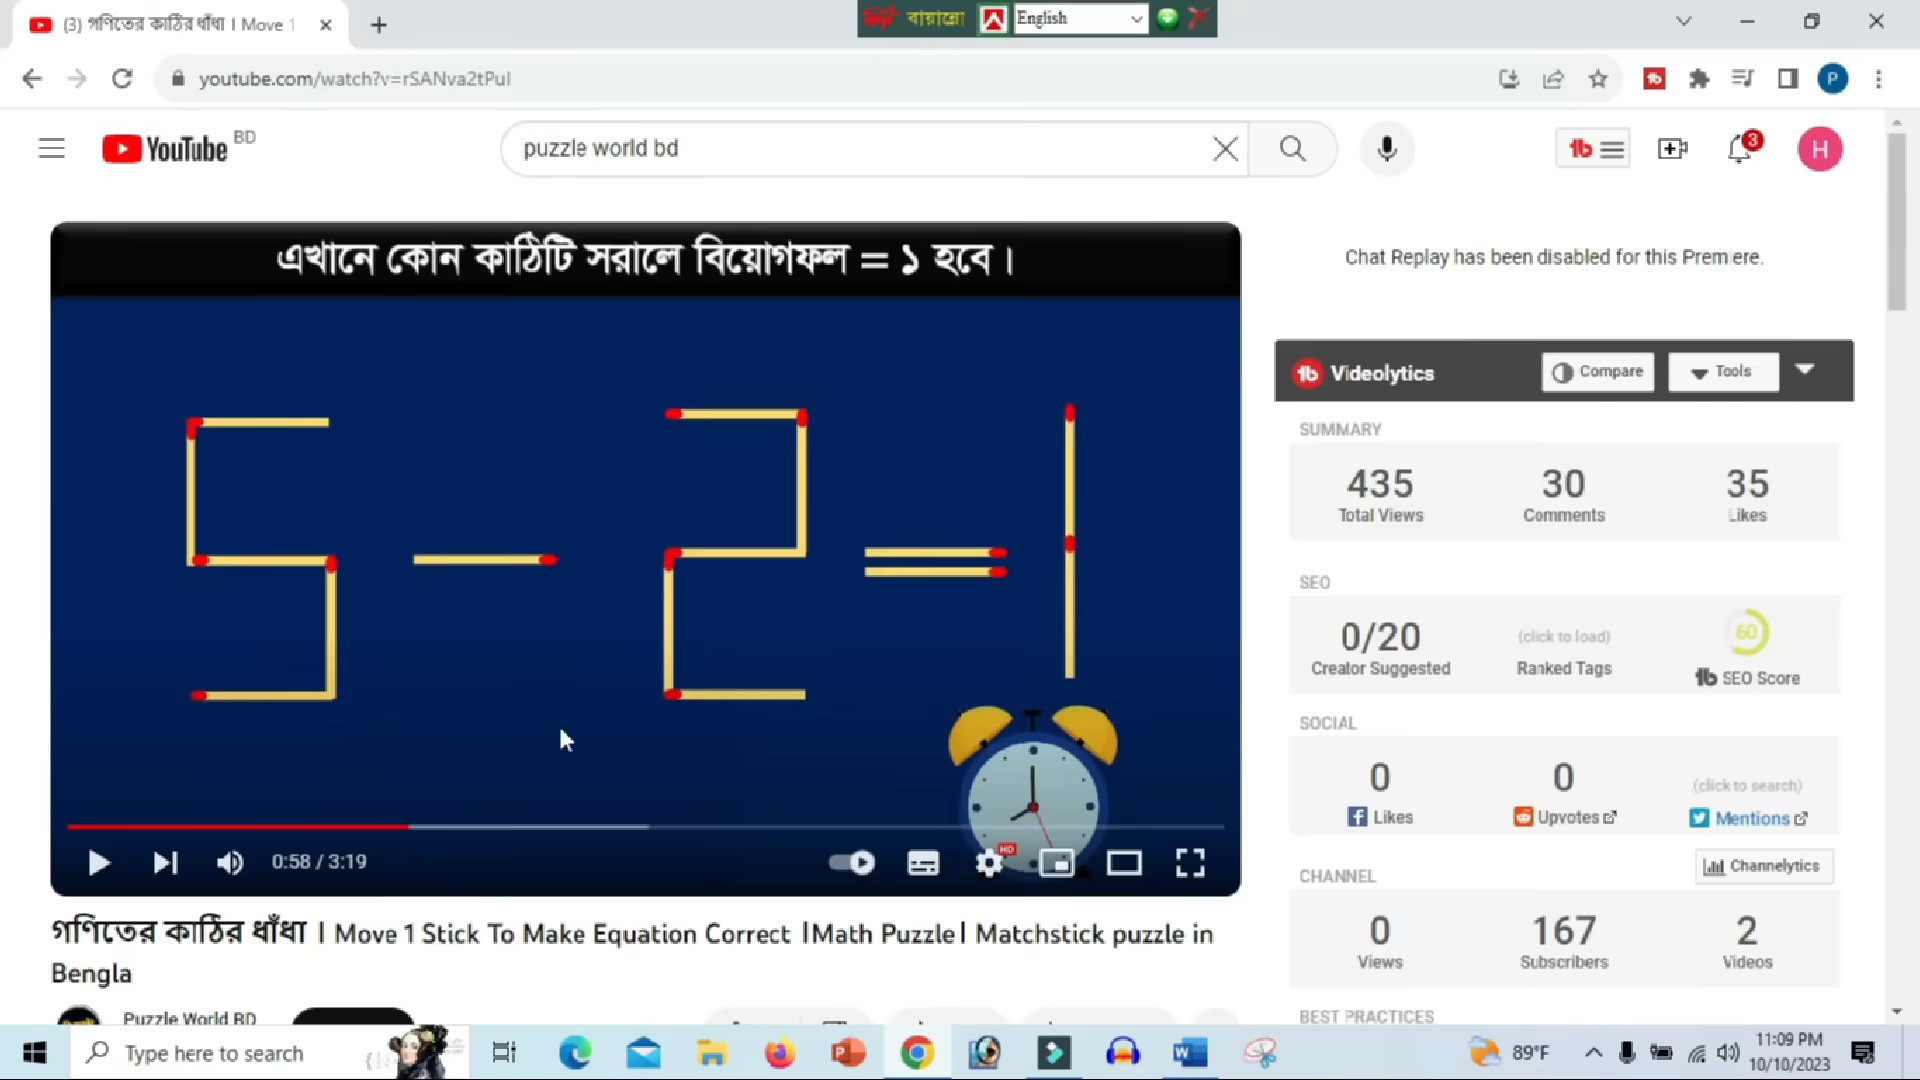 (3) গণিতের কাঠির ধাঁধা । Move 1
বায়ান্নো
English
youtube.com/watch?v=rSANva2tPuI
YouTube BD
puzzle world bd
3
H
P
এখানে কোন কাঠিটি সরালে বিয়োগফল = ১ হবে।
5 - 2 = 1
Chat Replay has been disabled for this Premiere.
Videolytics
Compare
Tools
SUMMARY
435 30 35
Total Views Comments Likes
SEO
0/20 (click to load) 60
Creator Suggested Ranked Tags SEO Score
SOCIAL
0 0 (click to search)
Likes Upvotes Mentions
Channelytics
CHANNEL
0 167 2
Views Subscribers Videos
BEST PRACTICES
0:58 / 3:19
HD
গণিতের কাঠির ধাঁধা । Move 1 Stick To Make Equation Correct ।Math Puzzle। Matchstick puzzle in
Bengla
Puzzle World BD
Type here to search
89°F
11:09 PM
10/10/2023